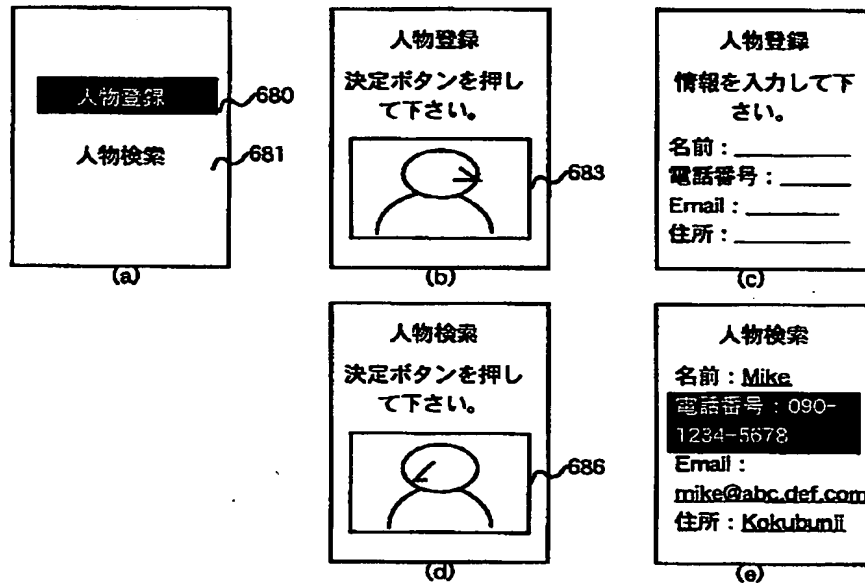 人物登録
680
人物検索
681
(a)
人物登録
決定ボタンを押し
て下さい。
683
(b)
人物登録
情報を入力して下
さい。
名前：
電話番号：
Email：
住所：
(c)
人物検索
決定ボタンを押し
て下さい。
686
(d)
人物検索
名前：Mike
電話番号：090-
1234-5678
Email：
mike@abc.def.com
住所：Kokubunji
(e)